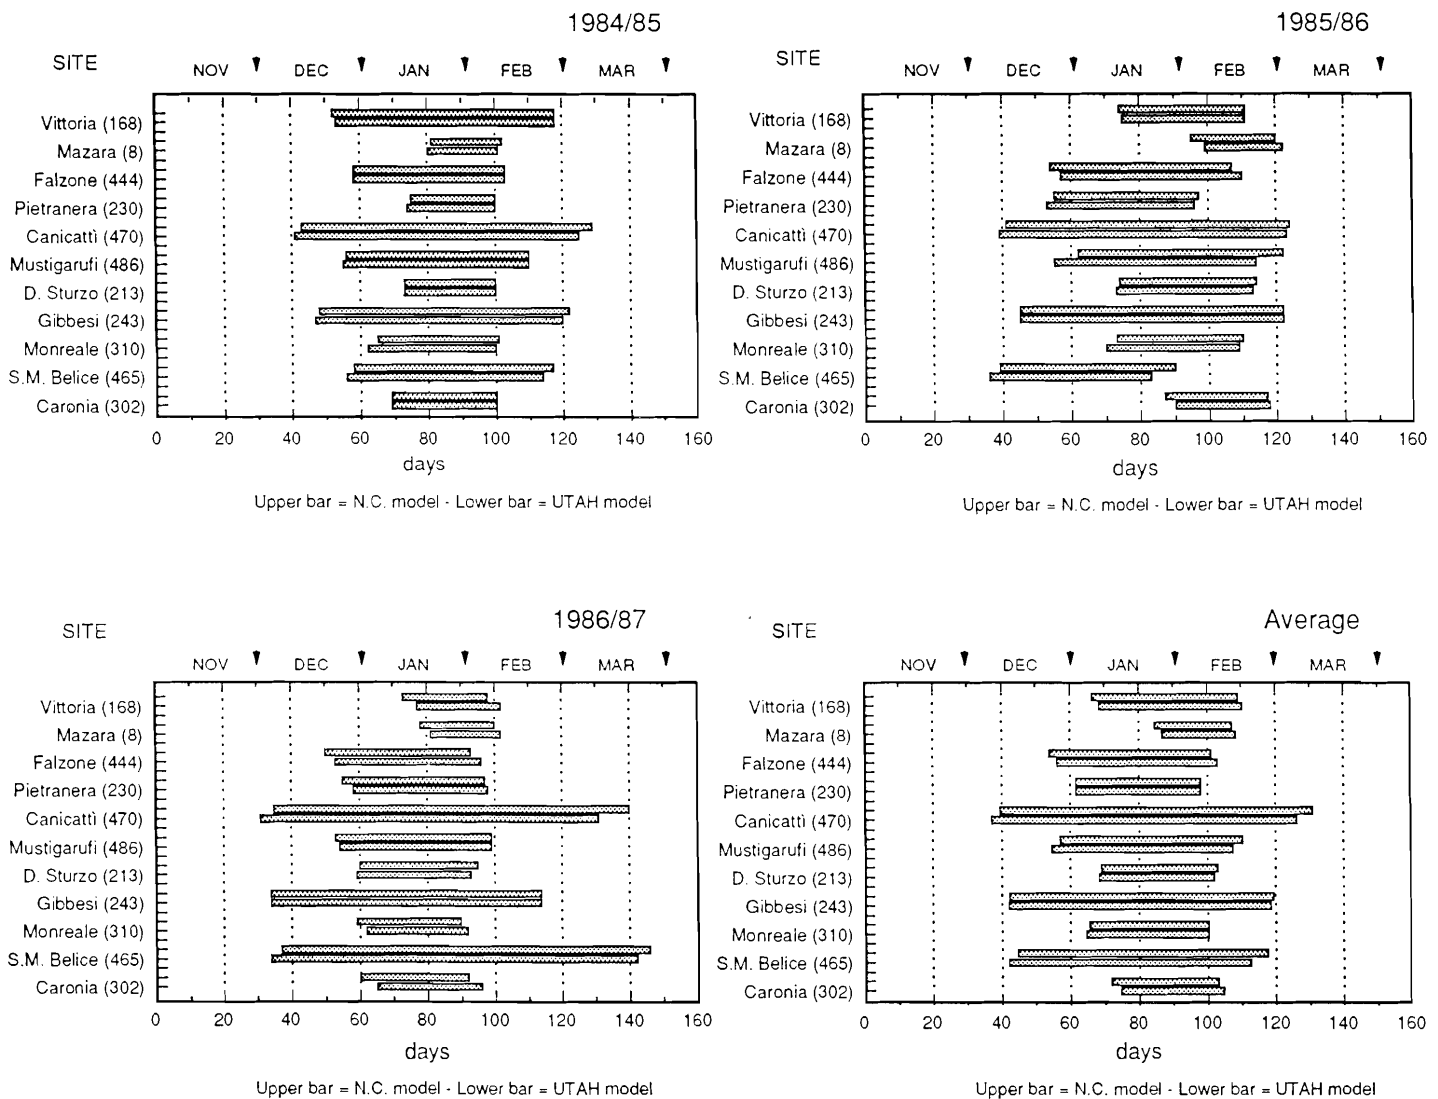 1984/85
SITE
NOV DEC JAN FEB MAR
Vittoria (168)
Mazara (8)
Falzone (444)
Pietranera (230)
Canicattì (470)
Mustigarufi (486)
D. Sturzo (213)
Gibbesi (243)
Monreale (310)
S.M. Belice (465)
Caronia (302)
0 20 40 60 80 100 120 140 160
days
Upper bar = N.C. model - Lower bar = UTAH model
1985/86
SITE
NOV DEC JAN FEB MAR
Vittoria (168)
Mazara (8)
Falzone (444)
Pietranera (230)
Canicattì (470)
Mustigarufi (486)
D. Sturzo (213)
Gibbesi (243)
Monreale (310)
S.M. Belice (465)
Caronia (302)
0 20 40 60 80 100 120 140 160
days
Upper bar = N.C. model - Lower bar = UTAH model
1986/87
SITE
NOV DEC JAN FEB MAR
Vittoria (168)
Mazara (8)
Falzone (444)
Pietranera (230)
Canicattì (470)
Mustigarufi (486)
D. Sturzo (213)
Gibbesi (243)
Monreale (310)
S.M. Belice (465)
Caronia (302)
0 20 40 60 80 100 120 140 160
days
Upper bar = N.C. model - Lower bar = UTAH model
Average
SITE
NOV DEC JAN FEB MAR
Vittoria (168)
Mazara (8)
Falzone (444)
Pietranera (230)
Canicattì (470)
Mustigarufi (486)
D. Sturzo (213)
Gibbesi (243)
Monreale (310)
S.M. Belice (465)
Caronia (302)
0 20 40 60 80 100 120 140 160
days
Upper bar = N.C. model - Lower bar = UTAH model